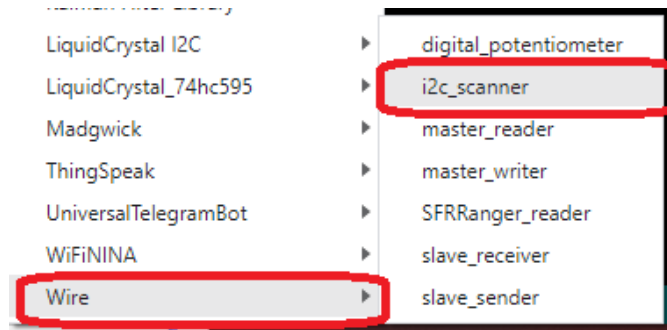 LiquidCrystal I2C
LiquidCrystal_74hc595
Madgwick
ThingSpeak
UniversalTelegramBot
WiFiNINA
Wire
digital_potentiometer
i2c_scanner
master_reader
master_writer
SFRRanger_reader
slave_receiver
slave_sender